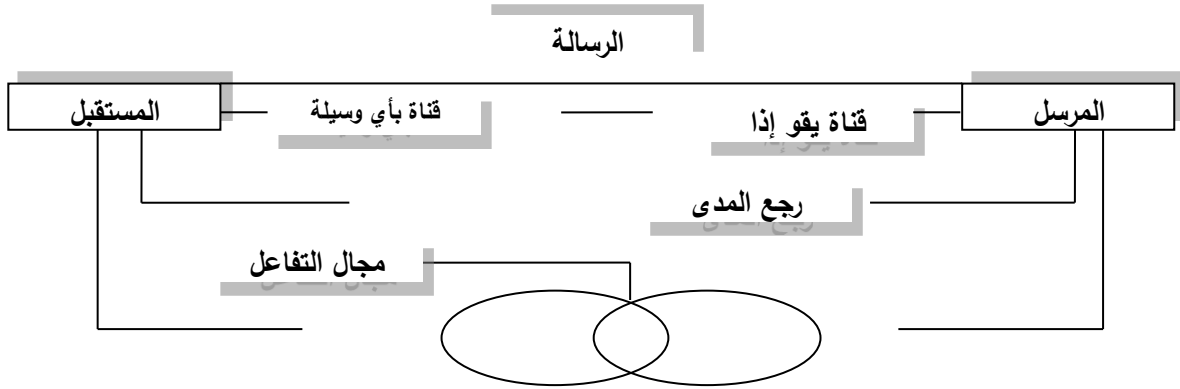 الرسالة
المرسل
قناة يقو إذا
قناة بأي وسيلة
المستقبل
رجع المدى
مجال التفاعل